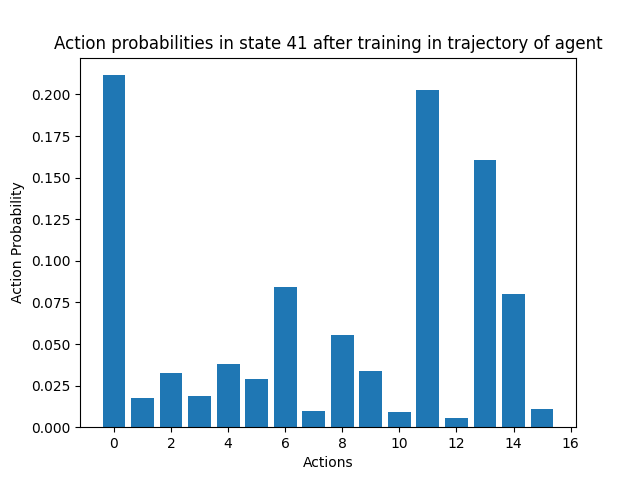 Action probabilities in state 41 after training in trajectory of agent
0.200
0.175
0.150
0.125
0.100
0.075
0.050
0.025
0.000
Action Probability
0 2 4 6 8 10 12 14 16
Actions